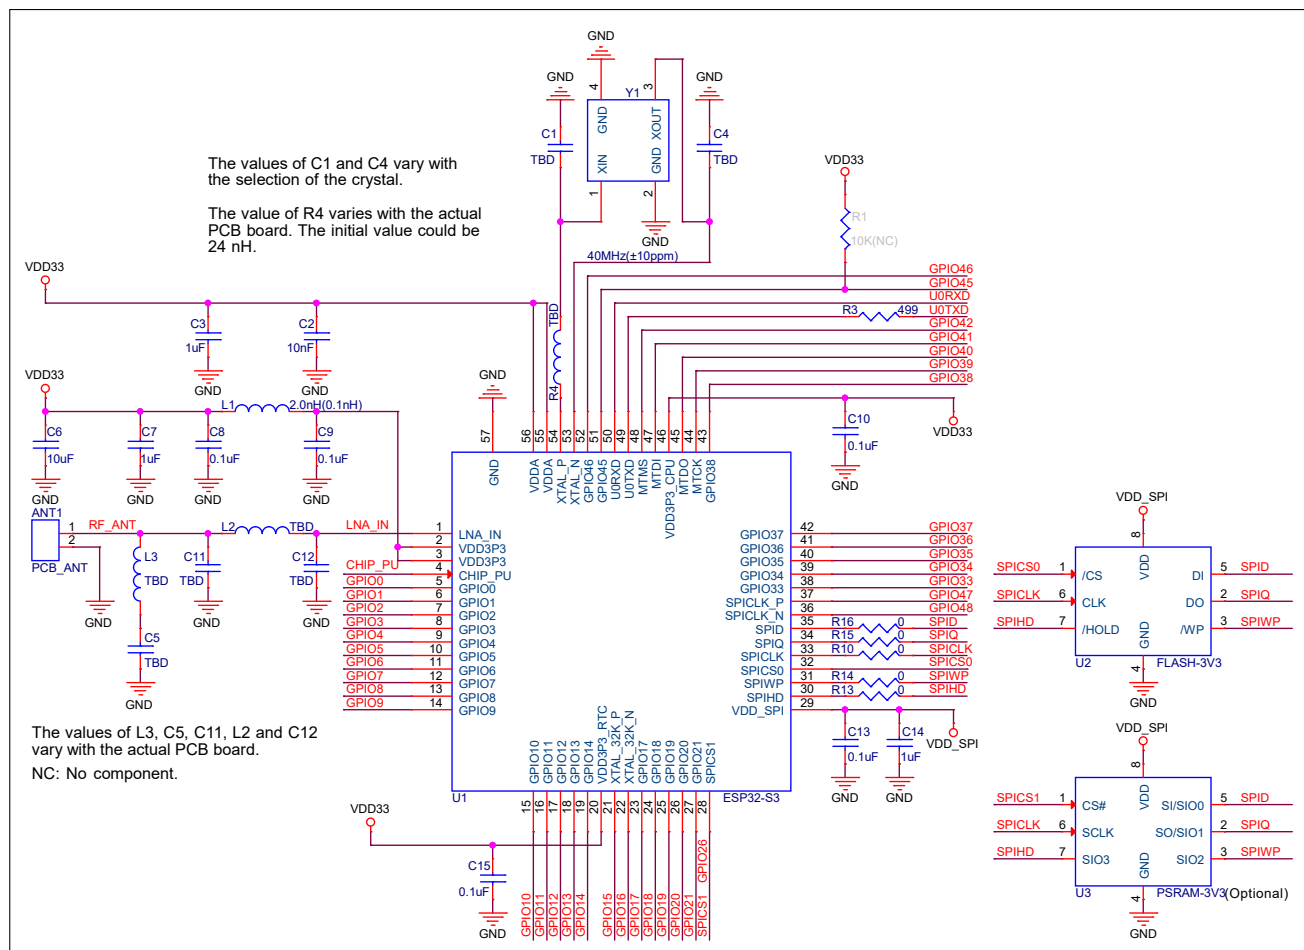 GND
GND
GND
4
3
Y1
GND
XOUT
XIN
GND
C1
TBD
C4
TBD
1
2
GND
VDD33
R1
10K(NC)
The values of C1 and C4 vary with
the selection of the crystal.
The value of R4 varies with the actual
PCB board. The initial value could be
24 nH.
40MHz(±10ppm)
GPIO46
GPIO45
U0RXD
R3
499
U0TXD
GPIO42
GPIO41
GPIO40
GPIO39
GPIO38
VDD33
C3
1uF
C2
10nF
GND
GND
TBD
R4
GND
VDD33
L1
2.0nH(0.1nH)
C6
10uF
C7
1uF
C8
0.1uF
C9
0.1uF
GND
GND
GND
GND
C10
0.1uF
GND
VDD33
57
56
55
54
53
52
51
50
49
48
47
46
45
44
43
GND
VDDA
VDDA
XTAL_P
XTAL_N
GPIO46
GPIO45
U0RXD
U0TXD
MTMS
MTDI
VDD3P3_CPU
MTDO
MTCK
GPIO38
ANT1
1
2
PCB_ANT
RF_ANT
L2
TBD
LNA_IN
L3
TBD
C11
TBD
C12
TBD
GND
GND
GND
C5
TBD
GND
CHIP_PU
GPIO0
GPIO1
GPIO2
GPIO3
GPIO4
GPIO5
GPIO6
GPIO7
GPIO8
GPIO9
1 LNA_IN
2 VDD3P3
3 VDD3P3
4 CHIP_PU
5 GPIO0
6 GPIO1
7 GPIO2
8 GPIO3
9 GPIO4
10 GPIO5
11 GPIO6
12 GPIO7
13 GPIO8
14 GPIO9
GPIO37 42 GPIO37
GPIO36 41 GPIO36
GPIO35 40 GPIO35
GPIO34 39 GPIO34
GPIO33 38 GPIO33
SPICLK_P 37 GPIO47
SPICLK_N 36 GPIO48
SPID 35 R16 0 SPID
SPIQ 34 R15 0 SPIQ
SPICLK 33 R10 0 SPICLK
SPICS0 32 SPICS0
SPIWP 31 R14 0 SPIWP
SPIHD 30 R13 0 SPIHD
VDD_SPI 29
C13
0.1uF
C14
1uF
VDD_SPI
GND
GND
The values of L3, C5, C11, L2 and C12
vary with the actual PCB board.
NC: No component.
GPIO10
GPIO11
GPIO12
GPIO13
GPIO14
VDD3P3_RTC
XTAL_32K_P
XTAL_32K_N
GPIO17
GPIO18
GPIO19
GPIO20
GPIO21
SPICS1
U1
ESP32-S3
15
16
17
18
19
20
21
22
23
24
25
26
27
28
VDD33
C15
0.1uF
GND
GPIO10
GPIO11
GPIO12
GPIO13
GPIO14
GPIO15
GPIO16
GPIO17
GPIO18
GPIO19
GPIO20
GPIO21
SPICS1
GPIO26
VDD_SPI
8
VDD
SPICS0 1 /CS
SPICLK 6 CLK
SPIHD 7 /HOLD
DI 5 SPID
DO 2 SPIQ
/WP 3 SPIWP
GND
U2
4
FLASH-3V3
GND
VDD_SPI
8
VDD
SPICS1 1 CS#
SPICLK 6 SCLK
SPIHD 7 SIO3
SI/SIO0 5 SPID
SO/SIO1 2 SPIQ
SIO2 3 SPIWP
GND
U3
4
PSRAM-3V3 (Optional)
GND